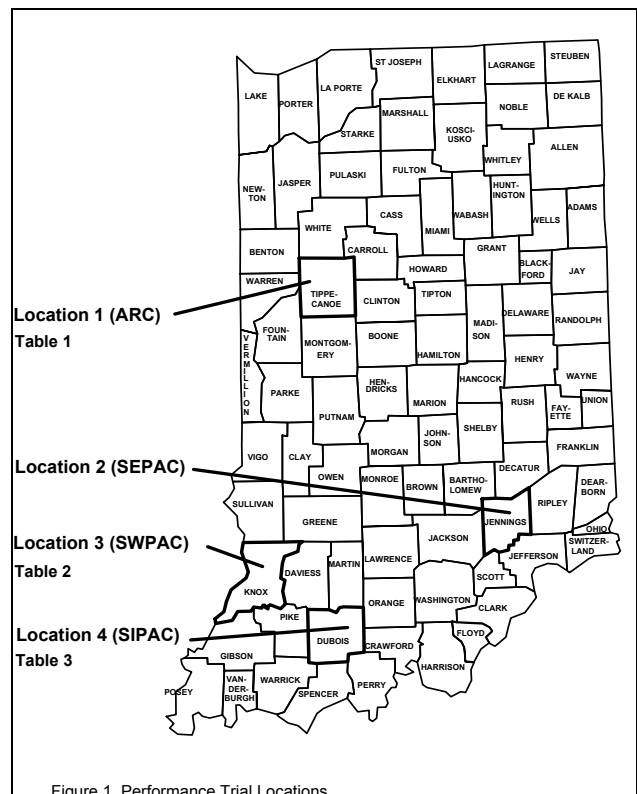 ST JOSEPH
STEUBEN
LAGRANGE
ELKHART
LA PORTE
LAKE
PORTER
NOBLE
DE KALB
MARSHALL
STARKE
KOSCI-
USKO
ALLEN
WHITLEY
FULTON
PULASKI
JASPER
NEW-
TON
HUNT-
INGTON
WABASH
MIAMI
CASS
WHITE
WELLS
ADAMS
CARROLL
GRANT
BENTON
BLACK-
FORD
JAY
HOWARD
WARREN
TIPPE-
CANOE
CLINTON
TIPTON
Location 1 (ARC)
Table 1
DELAWARE
RANDOLPH
MADI-
SON
FOUN-
TAIN
MONTGOM-
ERY
BOONE
HAMILTON
HENRY
WAYNE
VERMILLION
PARKE
HEN-
DRICKS
MARION
HANCOCK
RUSH
FAY-
ETTE
UNION
PUTNAM
SHELBY
JOHN-
SON
MORGAN
FRANKLIN
VIGO
CLAY
OWEN
MONROE
BROWN
BARTHO-
LOMEW
DECATUR
DEAR-
BORN
RIPLEY
Location 2 (SEPAC)
SULLIVAN
GREENE
JENNINGS
OHIO
SWITZER-
LAND
JACKSON
JEFFERSON
Location 3 (SWPAC)
Table 2
KNOX
DAVIESS
MARTIN
LAWRENCE
SCOTT
WASHINGTON
ORANGE
CLARK
PIKE
Location 4 (SIPAC)
Table 3
DUBOIS
CRAWFORD
FLOYD
HARRISON
GIBSON
POSEY
VAN-
DER-
BURGH
WARRICK
SPENCER
PERRY
Figure 1. Performance Trial Locations